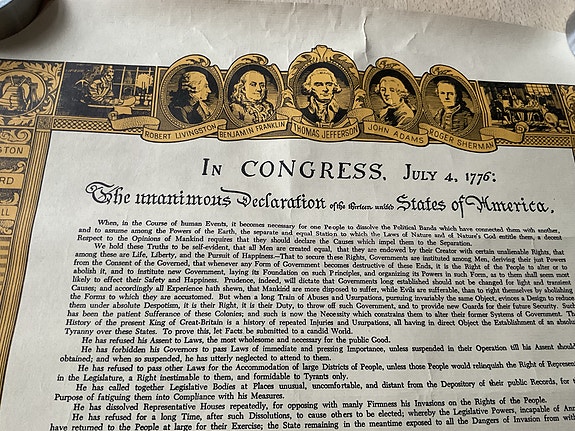 ROBERT LIVINGSTON
BENJAMIN FRANKLIN
THOMAS JEFFERSON
JOHN ADAMS
ROGER SHERMAN
IN CONGRESS, JULY 4, 1776:
The unanimous Declaration of the thirteen united States of America,
When, in the Course of human Events, it becomes necessary for one People to dissolve the Political Bands which have connected them with another,
and to assume among the Powers of the Earth, the separate and equal Station to which the Laws of Nature and of Nature's God entitle them, a decent
Respect to the Opinions of Mankind requires that they should declare the Causes which impel them to the Separation.
We hold these Truths to be self-evident, that all Men are created equal, that they are endowed by their Creator with certain unalienable Rights, that
among these are Life, Liberty, and the Pursuit of Happiness—That to secure these Rights, Governments are instituted among Men, deriving their just Powers
from the Consent of the Governed, that whenever any Form of Government becomes destructive of these Ends, it is the Right of the People to alter or to
abolish it, and to institute new Government, laying its Foundation on such Principles, and organizing its Powers in such Form, as to them shall seem most
likely to effect their Safety and Happiness. Prudence, indeed, will dictate that Governments long established should not be changed for light and transient
Causes; and accordingly all Experience hath shewn, that Mankind are more disposed to suffer, while Evils are sufferable, than to right themselves by abolishing
the Forms to which they are accustomed. But when a long Train of Abuses and Usurpations, pursuing invariably the same Object, evinces a Design to reduce
them under absolute Despotism, it is their Right, it is their Duty, to throw off such Government, and to provide new Guards for their future Security. Such
has been the patient Sufferance of these Colonies; and such is now the Necessity which constrains them to alter their former Systems of Government. The
History of the present King of Great-Britain is a history of repeated Injuries and Usurpations, all having in direct Object the Establishment of an absolu
Tyranny over these States. To prove this, let Facts be submitted to a candid World.
He has refused his Assent to Laws, the most wholesome and necessary for the public Good.
He has forbidden his Governors to pass Laws of immediate and pressing Importance, unless suspended in their Operation till his Assent should
obtained; and when so suspended, he has utterly neglected to attend to them.
He has refused to pass other Laws for the Accommodation of large Districts of People, unless those People would relinquish the Right of Represen
in the Legislature, a Right inestimable to them, and formidable to Tyrants only.
He has called together Legislative Bodies at Places unusual, uncomfortable, and distant from the Depository of their public Records, for t
Purpose of fatiguing them into Compliance with his Measures.
He has dissolved Representative Houses repeatedly, for opposing with manly Firmness his Invasions on the Rights of the People.
He has refused for a long Time, after such Dissolutions, to cause others to be elected; whereby the Legislative Powers, incapable of Ann
have returned to the People at large for their Exercise; the State remaining in the meantime exposed to all the Dangers of Invasion from with